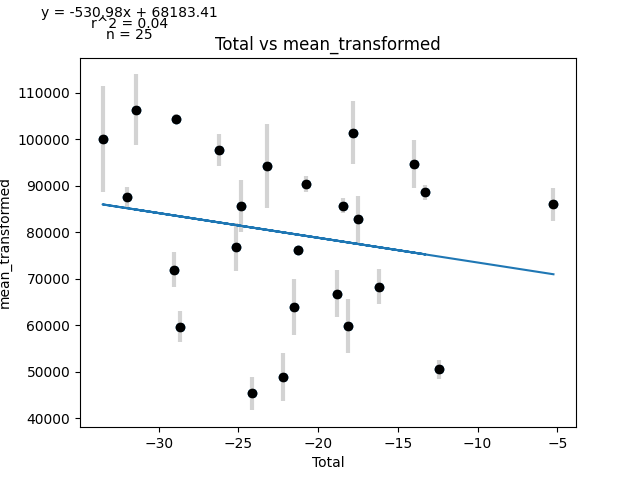 y = -530.98x + 68183.41
r^2 = 0.04
n = 25
Total vs mean_transformed
110000
100000
90000
80000
70000
60000
50000
40000
mean_transformed
−30
−25
−20
−15
−10
−5
Total